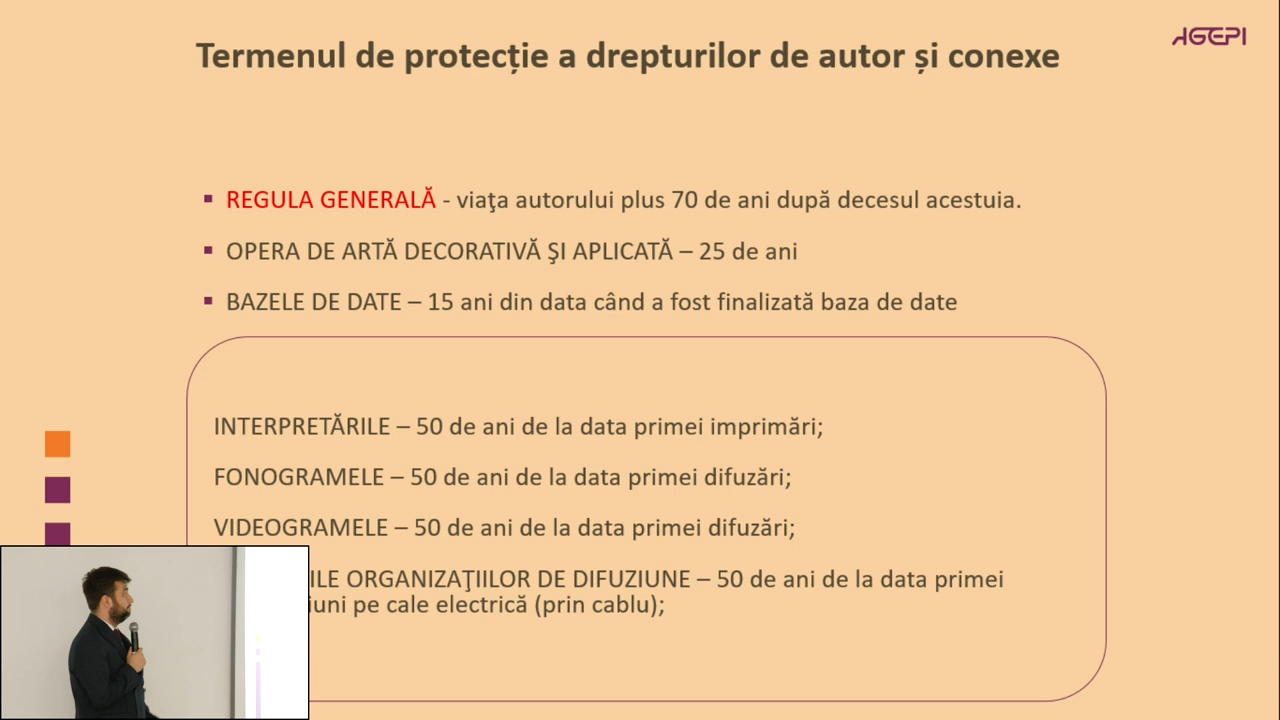 AGEPI
Termenul de protecție a drepturilor de autor și conexe
REGULA GENERALĂ - viaţa autorului plus 70 de ani după decesul acestuia.
OPERA DE ARTĂ DECORATIVĂ ŞI APLICATĂ – 25 de ani
BAZELE DE DATE – 15 ani din data când a fost finalizată baza de date
INTERPRETĂRILE – 50 de ani de la data primei imprimări;
FONOGRAMELE – 50 de ani de la data primei difuzări;
VIDEOGRAMELE – 50 de ani de la data primei difuzări;
ORGANIZAŢIILOR DE DIFUZIUNE – 50 de ani de la data primei
pe cale electrică (prin cablu);